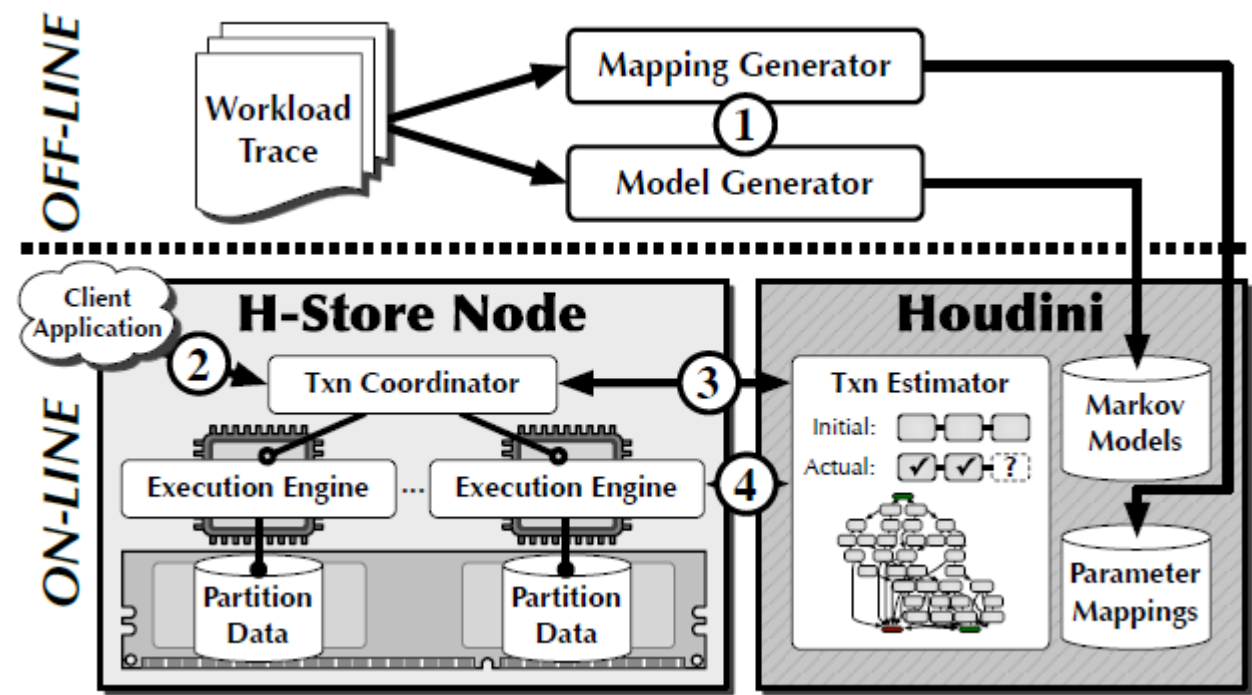 OFF-LINE
Workload
Trace
Mapping Generator
1
Model Generator
ON-LINE
Client
Application
H-Store Node
Houdini
2
Txn Coordinator
3
Txn Estimator
Initial:
Actual:
?
Markov
Models
Execution Engine
...
Execution Engine
4
Partition
Data
Partition
Data
Parameter
Mappings